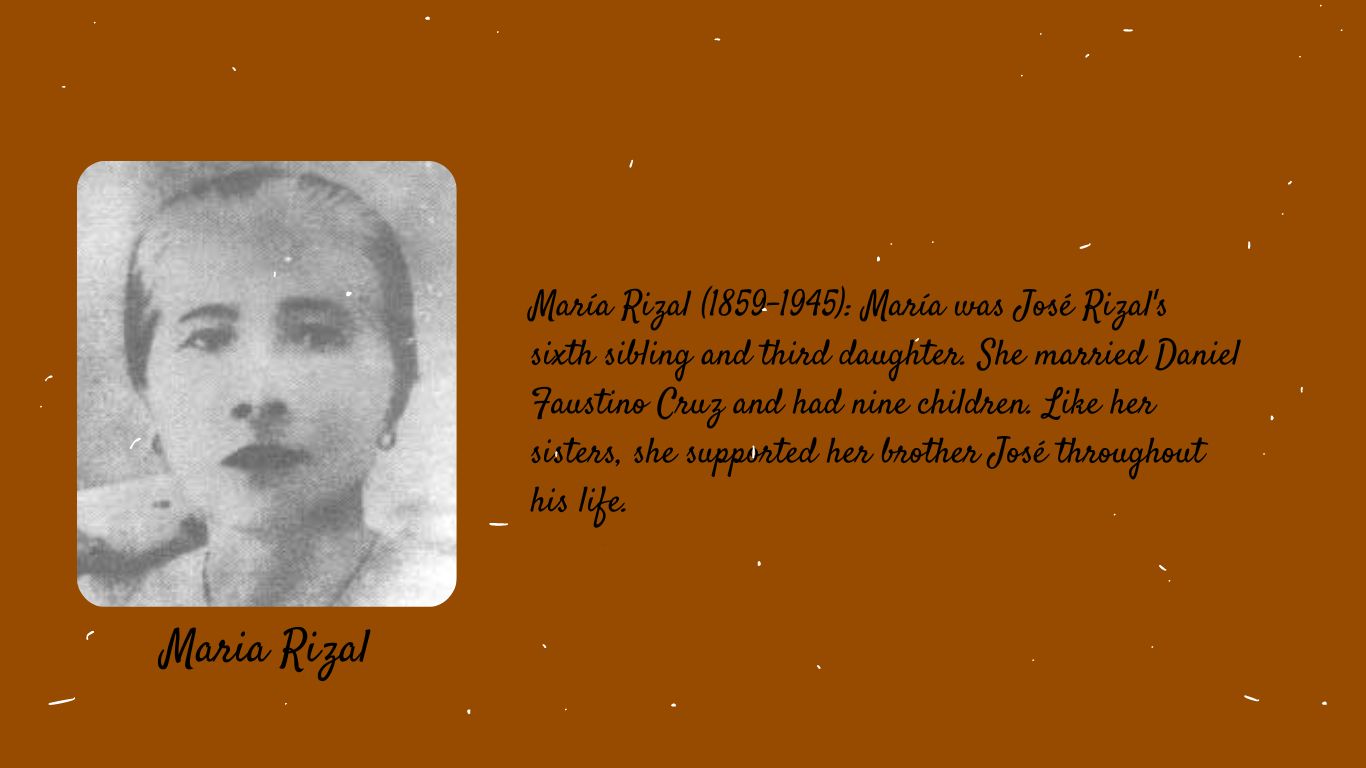 María Rizal (1859-1945): María was José Rizal's
sixth sibling and third daughter. She married Daniel
Faustino Cruz and had nine children. Like her
sisters, she supported her brother José throughout
his life.
Maria Rizal